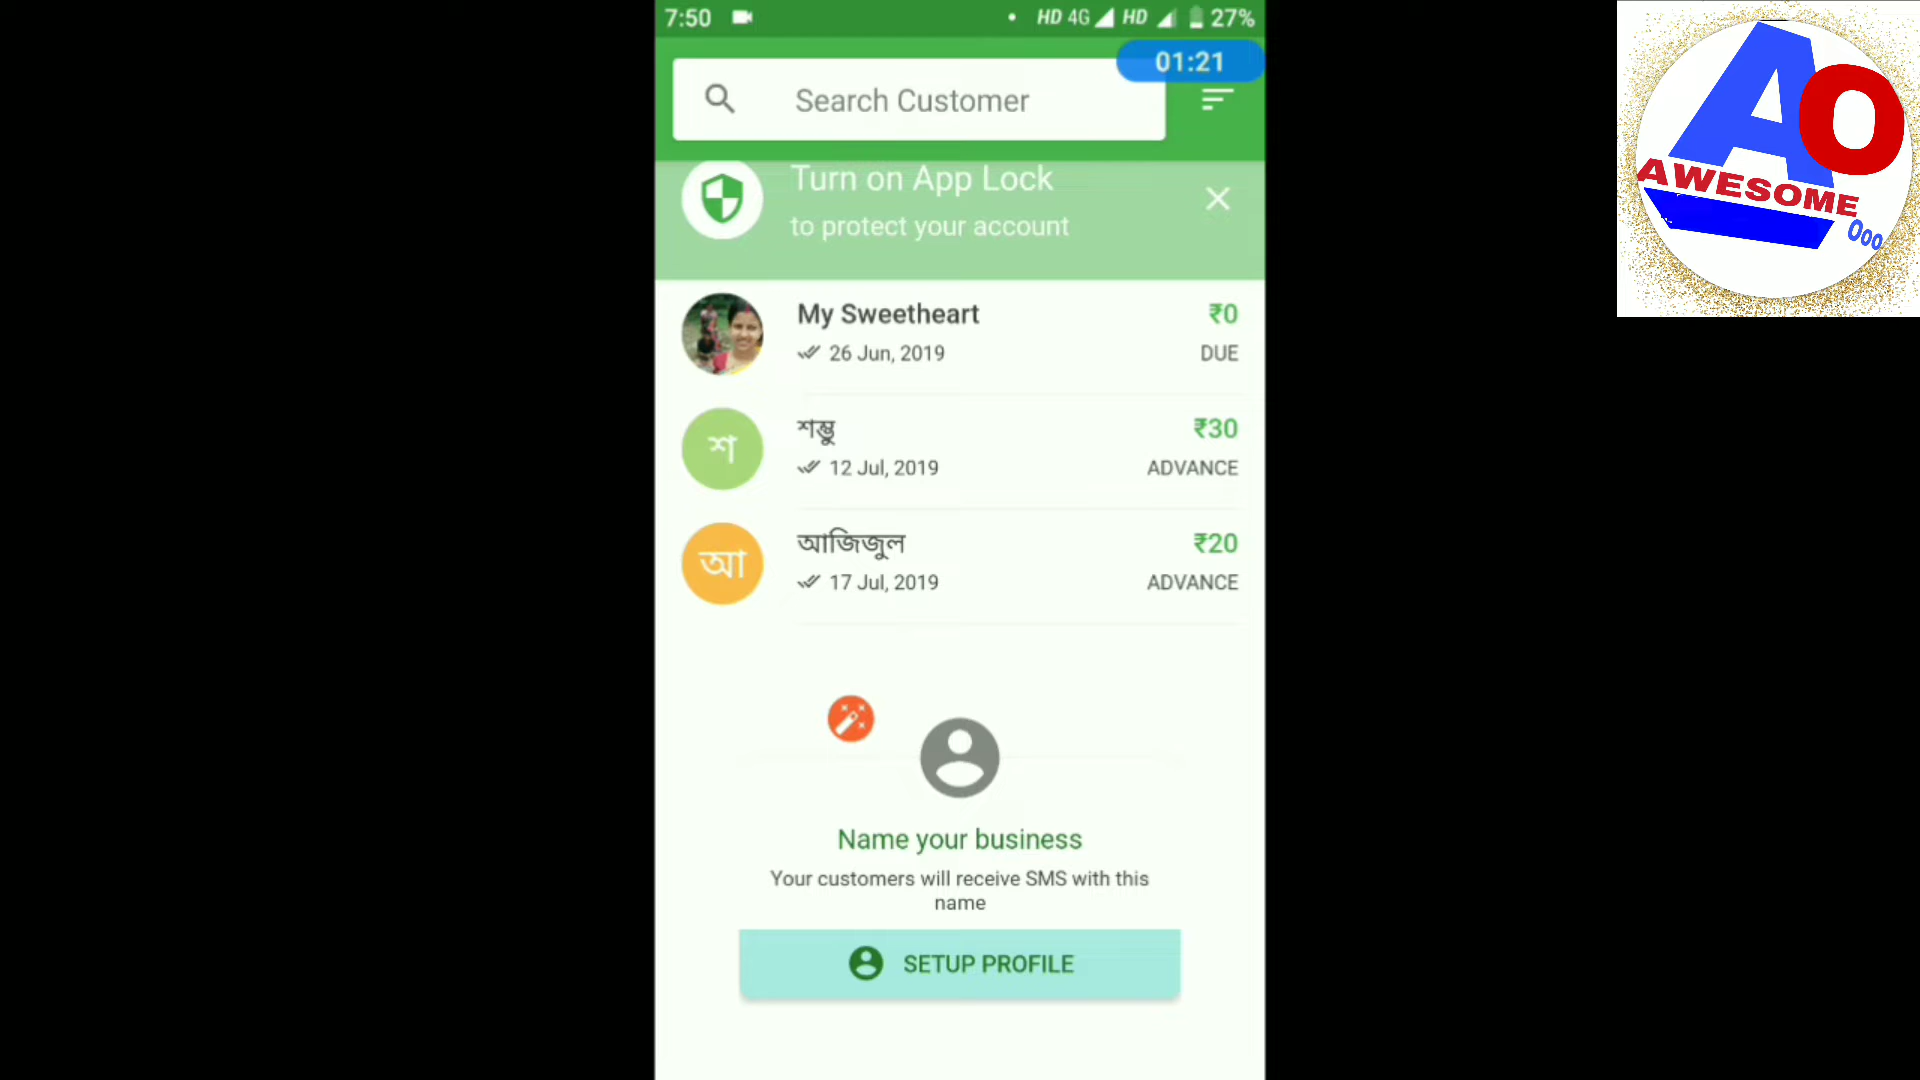 7:50
HD 4G HD 27%
01:21
Search Customer
Turn on App Lock
to protect your account
My Sweetheart
₹0
26 Jun, 2019
DUE
শম্ভু
₹30
শ
12 Jul, 2019
ADVANCE
আজিজুল
₹20
আ
17 Jul, 2019
ADVANCE
Name your business
Your customers will receive SMS with this
name
SETUP PROFILE
AO
AWESOME
Ooo